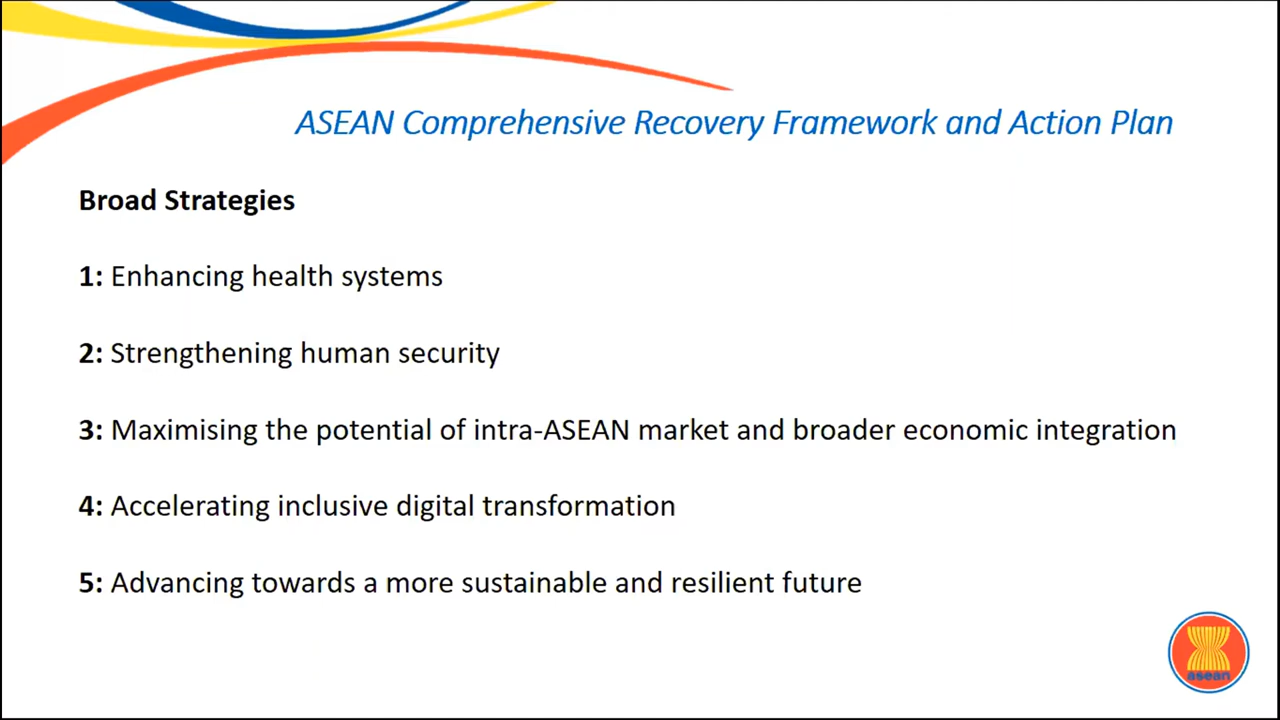 ASEAN Comprehensive Recovery Framework and Action Plan
Broad Strategies
1: Enhancing health systems
2: Strengthening human security
3: Maximising the potential of intra-ASEAN market and broader economic integration
4: Accelerating inclusive digital transformation
5: Advancing towards a more sustainable and resilient future
asean